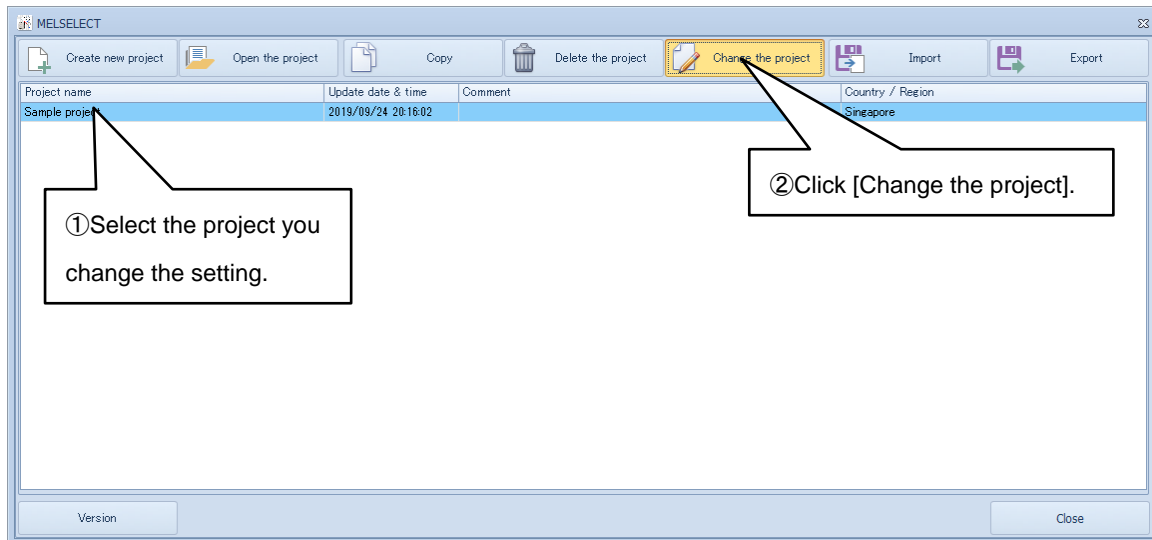 MELSELECT
Create new project Open the project Copy Delete the project Change the project Import Export
Project name Update date & time Comment Country / Region
Sample project 2019/09/24 20:16:02 Singapore
②Click [Change the project].
①Select the project you
change the setting.
Version Close